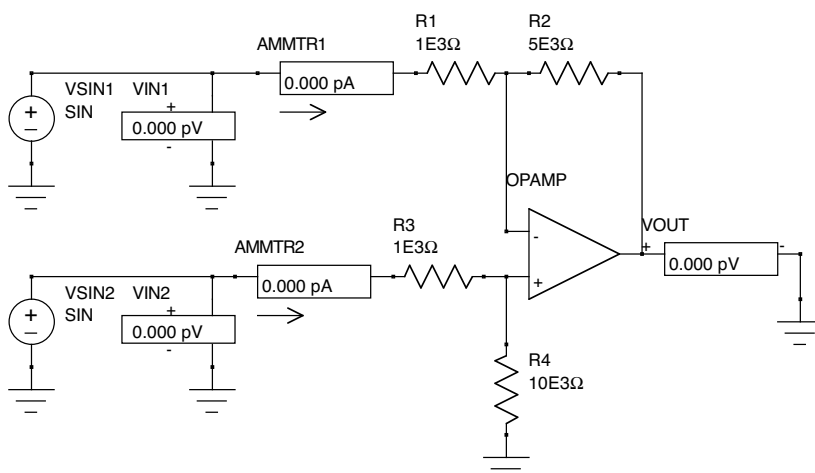 R1
1E3Ω
R2
5E3Ω
AMMTR1
0.000 pA
VSIN1
SIN
VIN1
+
0.000 pV
-
+
−
OPAMP
-
+
R3
1E3Ω
AMMTR2
0.000 pA
VSIN2
SIN
VIN2
+
0.000 pV
-
+
−
VOUT
+
0.000 pV
-
R4
10E3Ω